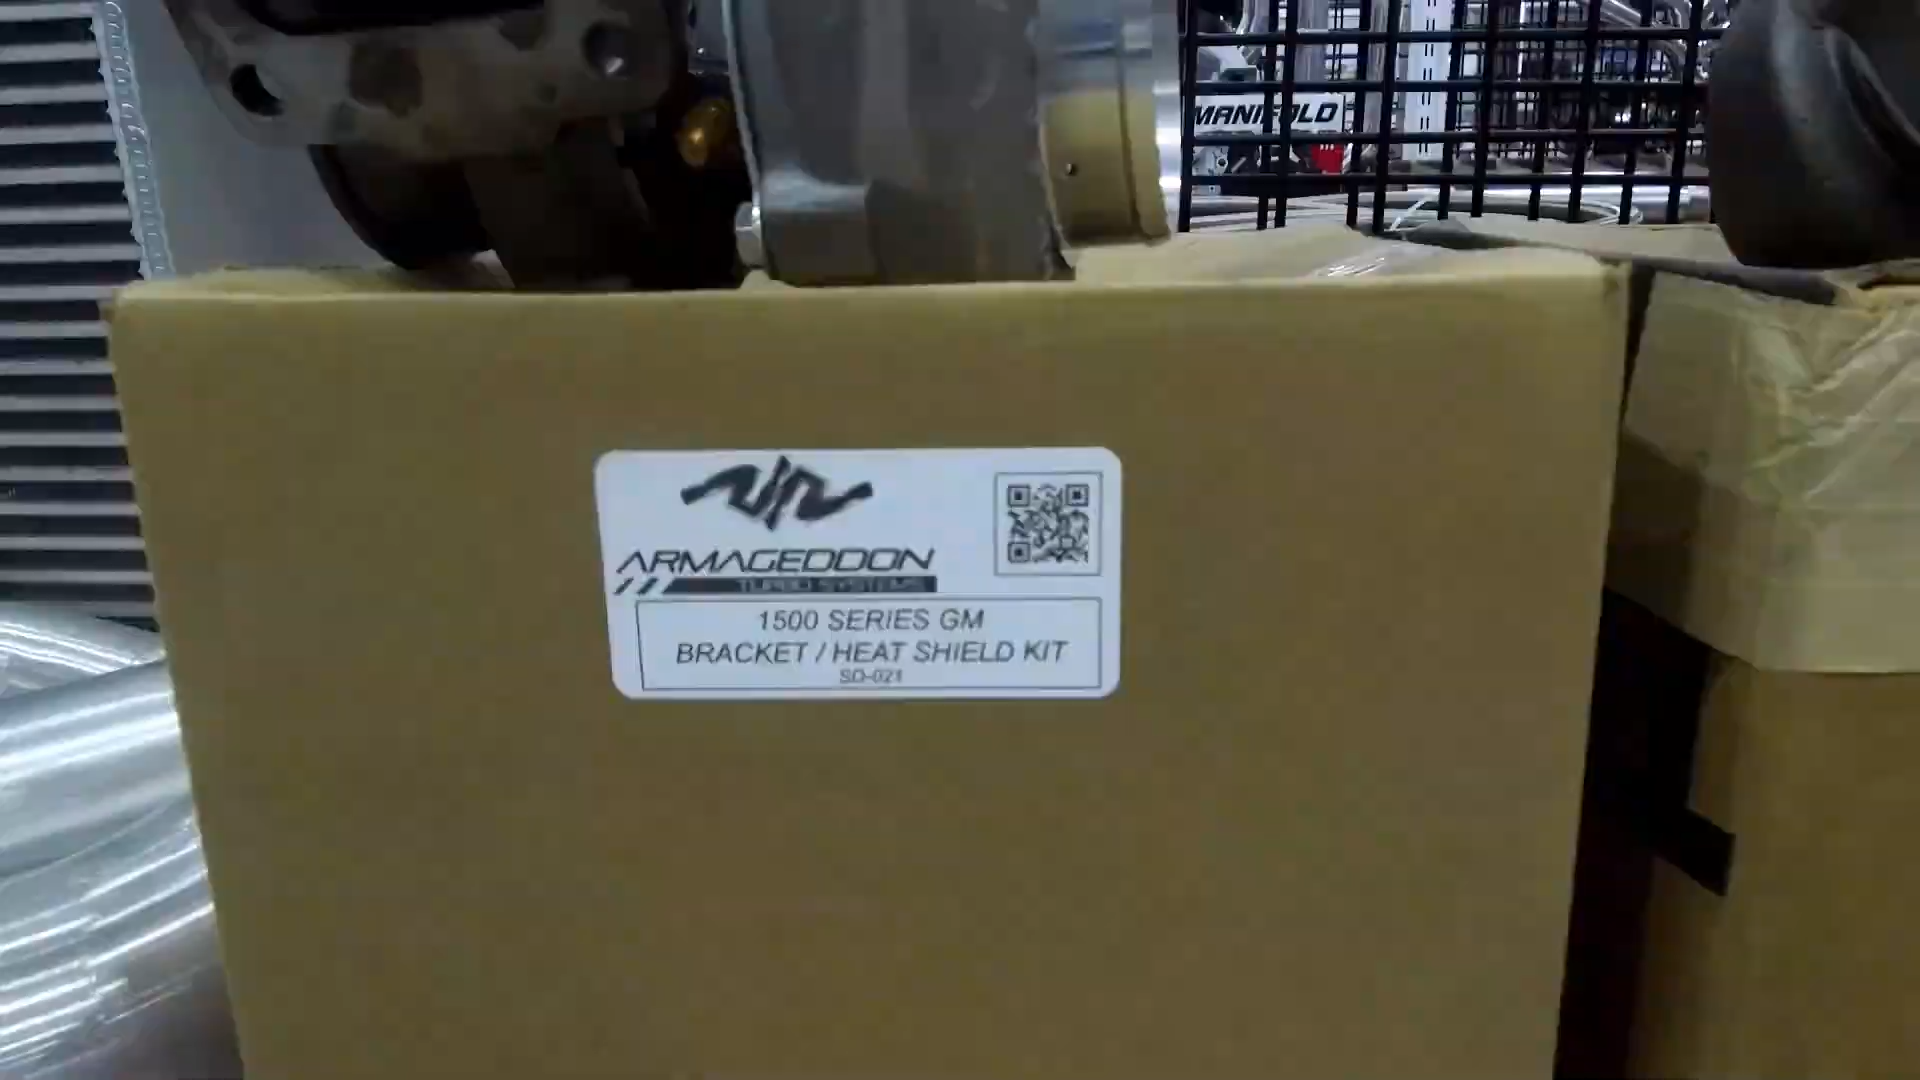 MANIFOLD
ARMAGEDDON
TURBO SYSTEMS
1500 SERIES GM
BRACKET / HEAT SHIELD KIT
SD-021